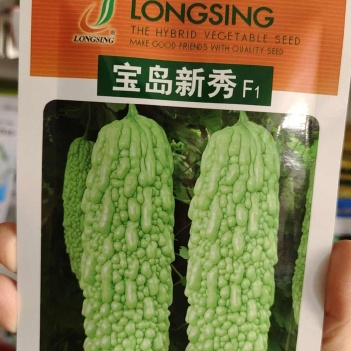 LONGSING
LONGSING
THE HYBRID VEGETABLE SEED
MAKE GOOD FRIENDS WITH QUALITY SEED
宝岛新秀 F1